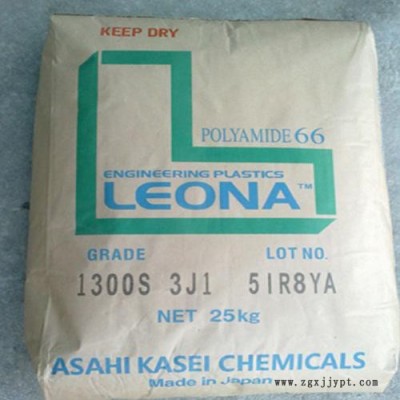 KEEP DRY
POLYAMIDE 66
ENGINEERING PLASTICS
LEONA™
GRADE LOT NO.
1300S 3J1 5IR8YA
NET 25kg
ASAHI KASEI CHEMICALS
Made in Japan
www.zgxjjypt.com